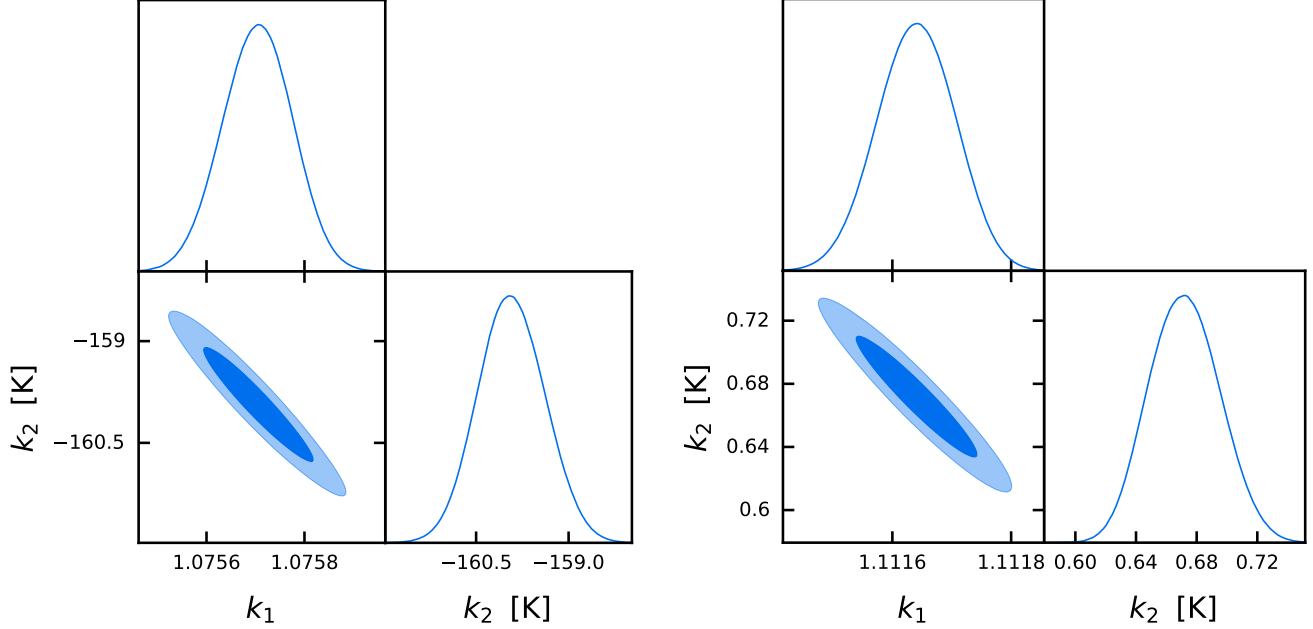 −159
−160.5
k₂ [K]
1.0756 1.0758
k₁
−160.5 −159.0
k₂ [K]
0.72
0.68
0.64
0.6
k₂ [K]
1.1116 1.1118
k₁
0.60 0.64 0.68 0.72
k₂ [K]